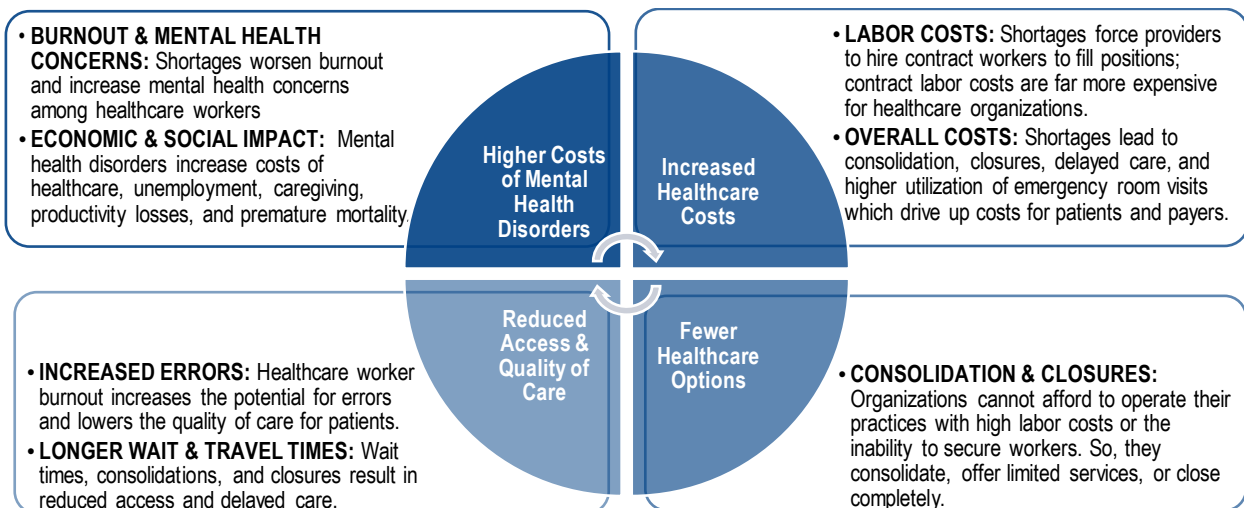 • BURNOUT & MENTAL HEALTH
CONCERNS: Shortages worsen burnout
and increase mental health concerns
among healthcare workers
• ECONOMIC & SOCIAL IMPACT: Mental
health disorders increase costs of
healthcare, unemployment, caregiving,
productivity losses, and premature mortality.
Higher Costs
of Mental
Health
Disorders
Increased
Healthcare
Costs
• LABOR COSTS: Shortages force providers
to hire contract workers to fill positions;
contract labor costs are far more expensive
for healthcare organizations.
• OVERALL COSTS: Shortages lead to
consolidation, closures, delayed care, and
higher utilization of emergency room visits
which drive up costs for patients and payers.
• INCREASED ERRORS: Healthcare worker
burnout increases the potential for errors
and lowers the quality of care for patients.
• LONGER WAIT & TRAVEL TIMES: Wait
times, consolidations, and closures result in
reduced access and delayed care.
Reduced
Access &
Quality of
Care
Fewer
Healthcare
Options
• CONSOLIDATION & CLOSURES:
Organizations cannot afford to operate their
practices with high labor costs or the
inability to secure workers. So, they
consolidate, offer limited services, or close
completely.